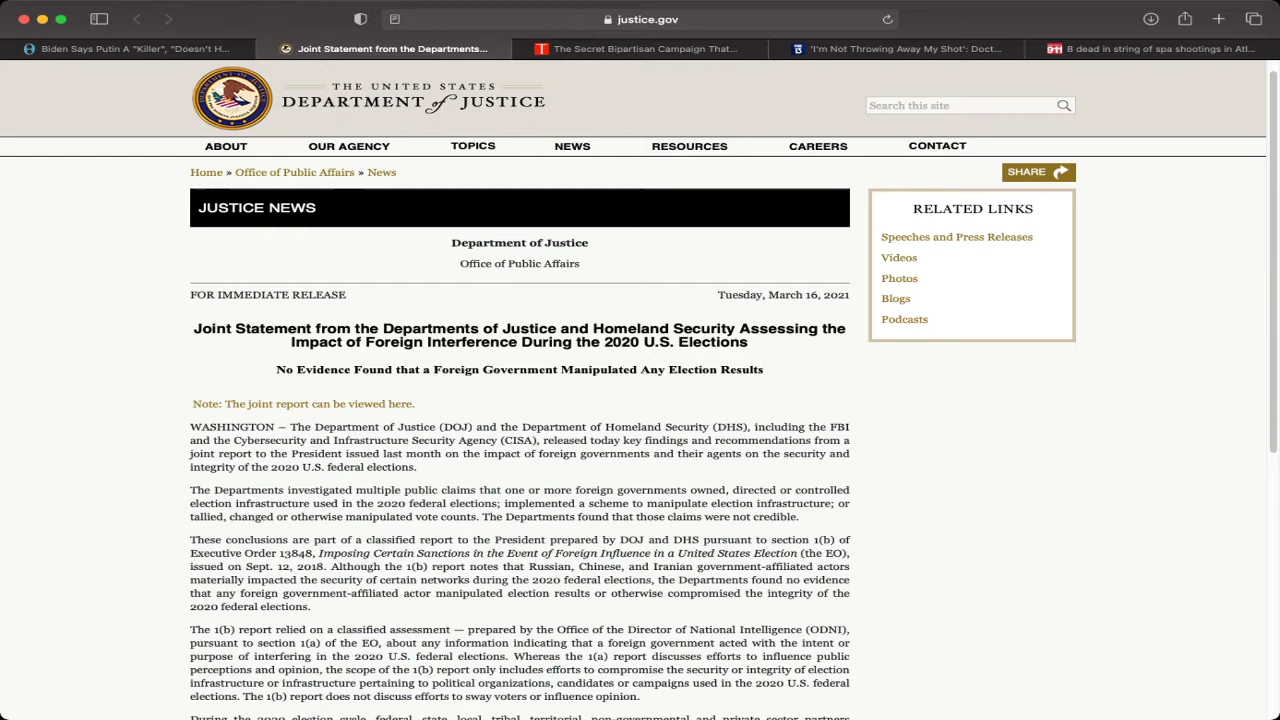 justice.gov
Biden Says Putin A "Killer", "Doesn't H...
Joint Statement from the Departments...
The Secret Bipartisan Campaign That...
'I'm Not Throwing Away My Shot': Doct...
8 dead in string of spa shootings in Atl...
THE UNITED STATES
DEPARTMENT of JUSTICE
Search this site
ABOUT OUR AGENCY TOPICS NEWS RESOURCES CAREERS CONTACT
Home » Office of Public Affairs » News
SHARE
JUSTICE NEWS
Department of Justice
Office of Public Affairs
FOR IMMEDIATE RELEASE
Tuesday, March 16, 2021
Joint Statement from the Departments of Justice and Homeland Security Assessing the
Impact of Foreign Interference During the 2020 U.S. Elections
No Evidence Found that a Foreign Government Manipulated Any Election Results
Note: The joint report can be viewed here.
WASHINGTON – The Department of Justice (DOJ) and the Department of Homeland Security (DHS), including the FBI
and the Cybersecurity and Infrastructure Security Agency (CISA), released today key findings and recommendations from a
joint report to the President issued last month on the impact of foreign governments and their agents on the security and
integrity of the 2020 U.S. federal elections.
The Departments investigated multiple public claims that one or more foreign governments owned, directed or controlled
election infrastructure used in the 2020 federal elections; implemented a scheme to manipulate election infrastructure; or
tallied, changed or otherwise manipulated vote counts. The Departments found that those claims were not credible.
These conclusions are part of a classified report to the President prepared by DOJ and DHS pursuant to section 1(b) of
Executive Order 13848, Imposing Certain Sanctions in the Event of Foreign Influence in a United States Election (the EO),
issued on Sept. 12, 2018. Although the 1(b) report notes that Russian, Chinese, and Iranian government-affiliated actors
materially impacted the security of certain networks during the 2020 federal elections, the Departments found no evidence
that any foreign government-affiliated actor manipulated election results or otherwise compromised the integrity of the
2020 federal elections.
The 1(b) report relied on a classified assessment — prepared by the Office of the Director of National Intelligence (ODNI),
pursuant to section 1(a) of the EO, about any information indicating that a foreign government acted with the intent or
purpose of interfering in the 2020 U.S. federal elections. Whereas the 1(a) report discusses efforts to influence public
perceptions and opinion, the scope of the 1(b) report only includes efforts to compromise the security or integrity of election
infrastructure or infrastructure pertaining to political organizations, candidates or campaigns used in the 2020 U.S. federal
elections. The 1(b) report does not discuss efforts to sway voters or influence opinion.
During the 2020 election cycle, federal, state, local, tribal, territorial, non-governmental and private sector partners
RELATED LINKS
Speeches and Press Releases
Videos
Photos
Blogs
Podcasts